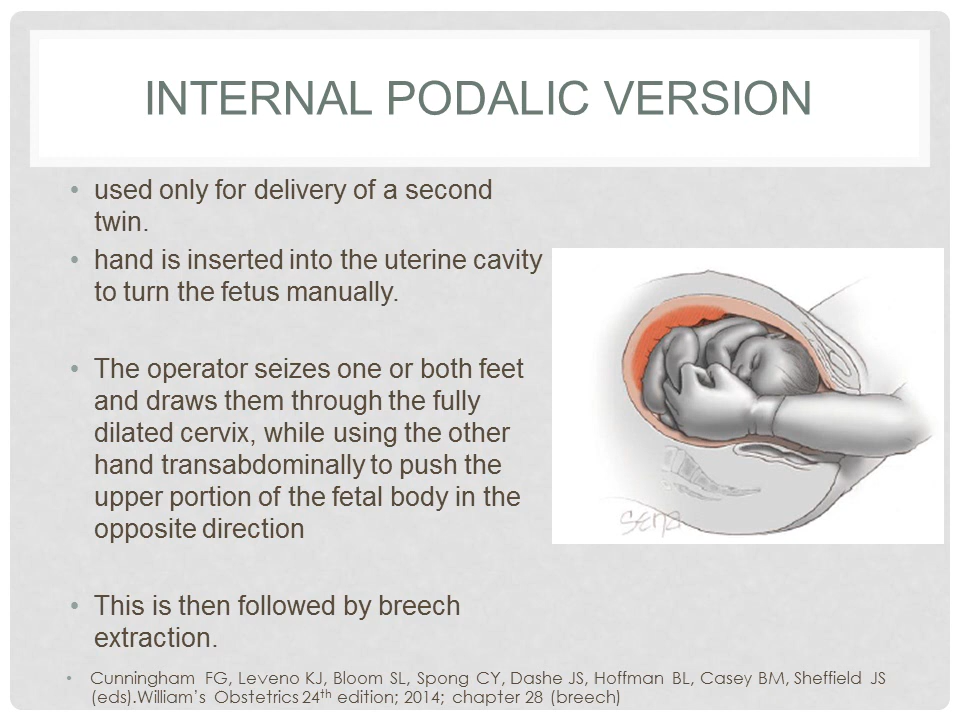 INTERNAL PODALIC VERSION
• used only for delivery of a second
twin.
• hand is inserted into the uterine cavity
to turn the fetus manually.
• The operator seizes one or both feet
and draws them through the fully
dilated cervix, while using the other
hand transabdominally to push the
upper portion of the fetal body in the
opposite direction
• This is then followed by breech
extraction.
Sena
• Cunningham FG, Leveno KJ, Bloom SL, Spong CY, Dashe JS, Hoffman BL, Casey BM, Sheffield JS
(eds).William’s Obstetrics 24th edition; 2014; chapter 28 (breech)